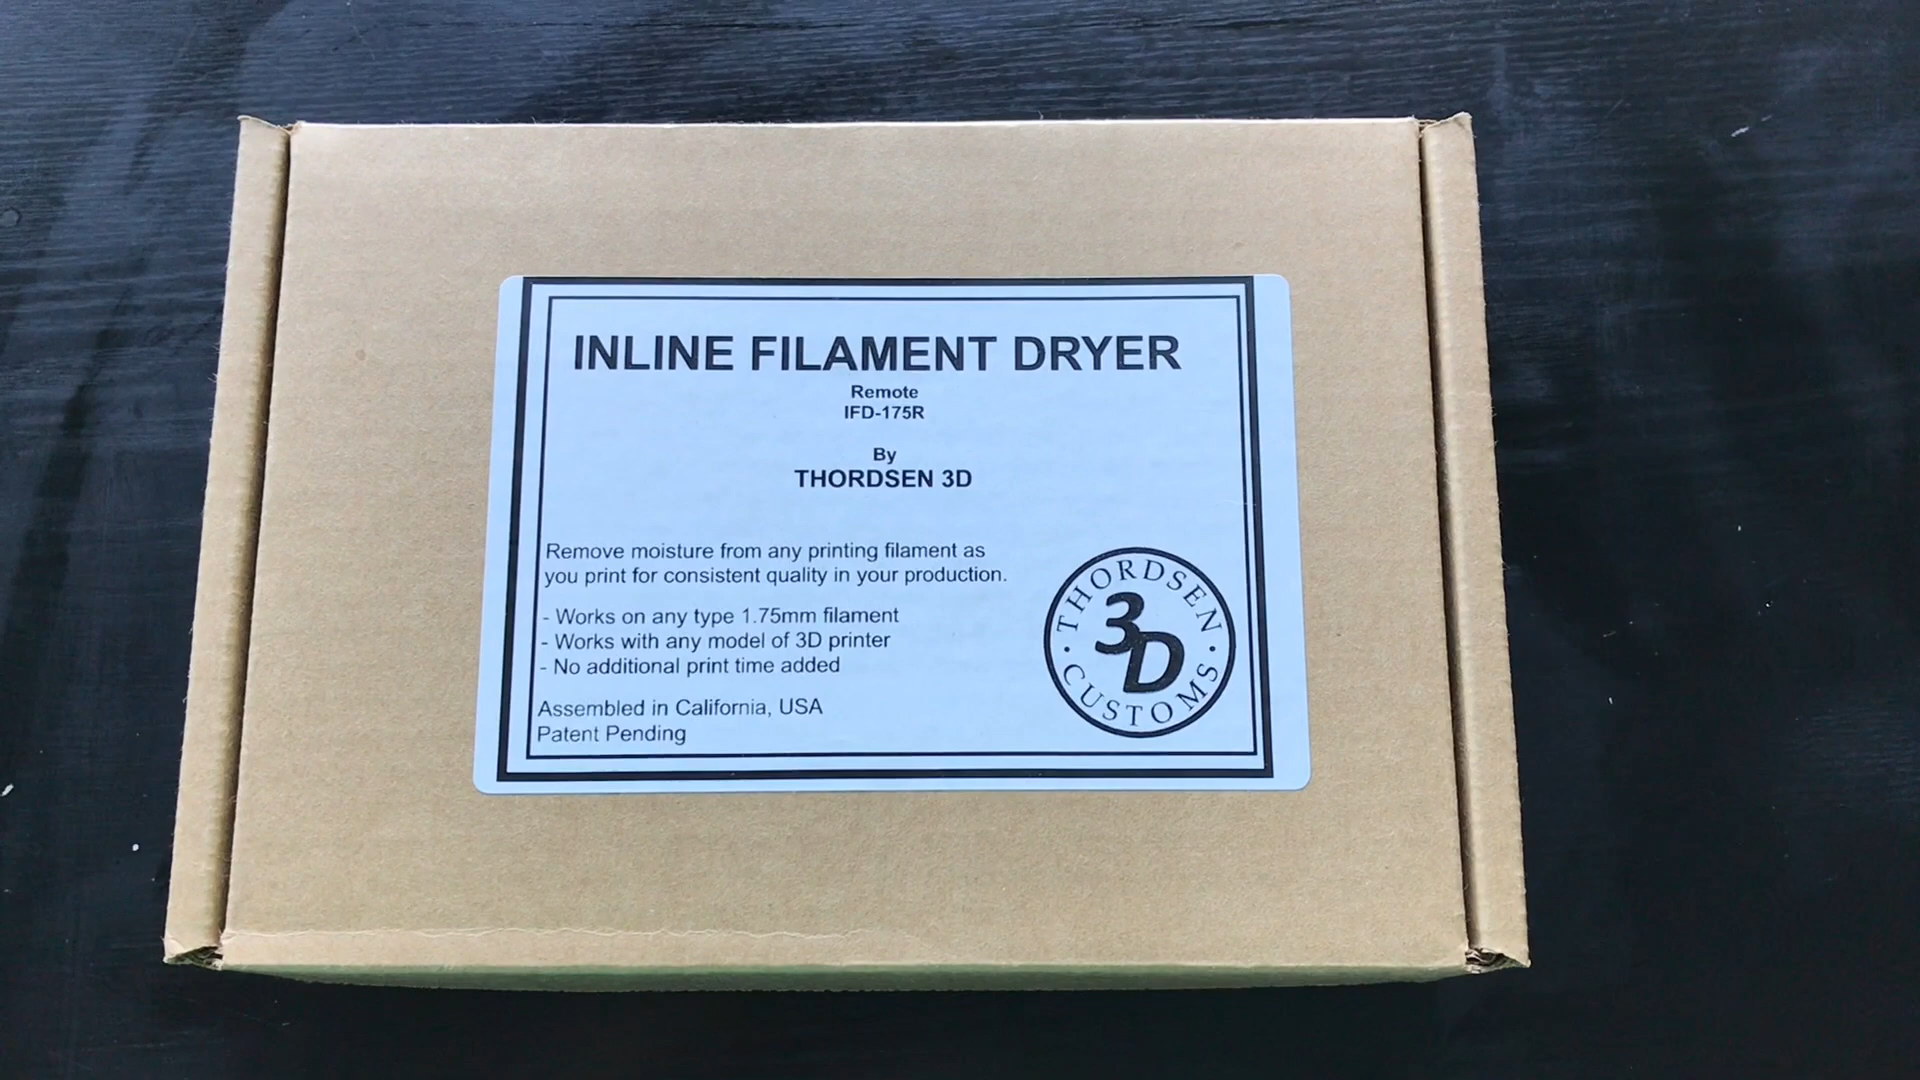 INLINE FILAMENT DRYER
Remote
IFD-175R
By
THORDSEN 3D
Remove moisture from any printing filament as
you print for consistent quality in your production.
- Works on any type 1.75mm filament
- Works with any model of 3D printer
- No additional print time added
Assembled in California, USA
Patent Pending
THORDSEN
3D
· CUSTOMS ·